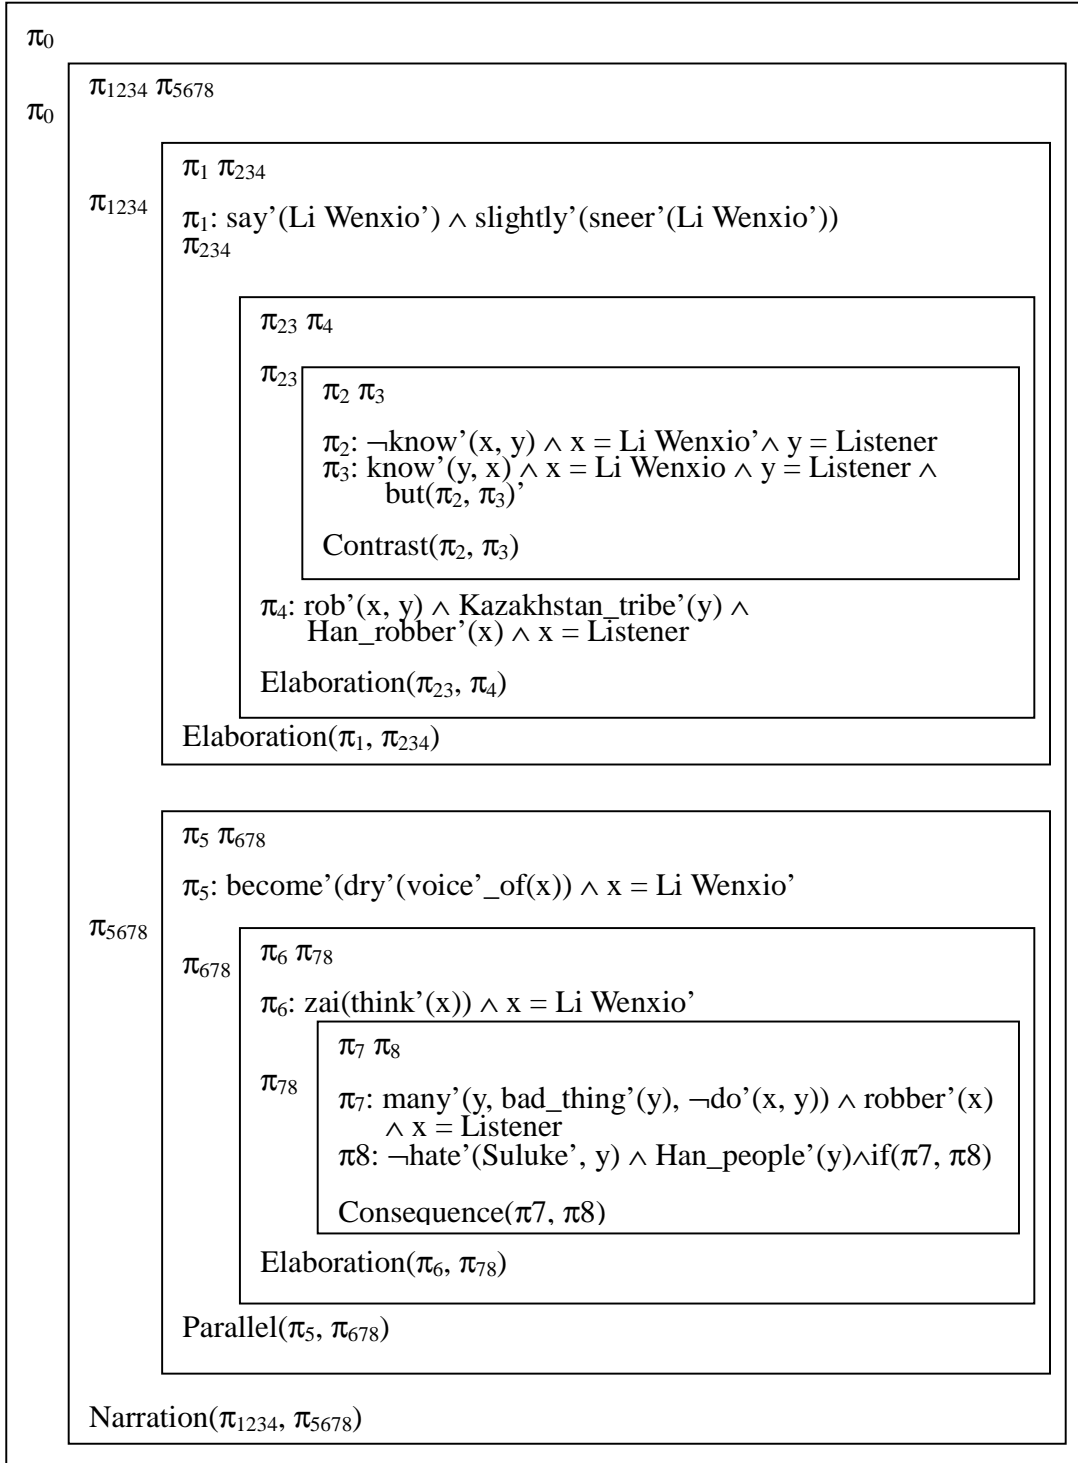 π₀
π₁₂₃₄ π₅₆₇₈
π₀
π₁ π₂₃₄
π₁₂₃₄
π₁: say’(Li Wenxio’) ∧ slightly’(sneer’(Li Wenxio’))
π₂₃₄
π₂₃ π₄
π₂₃
π₂ π₃
π₂: ¬know’(x, y) ∧ x = Li Wenxio’∧ y = Listener
π₃: know’(y, x) ∧ x = Li Wenxio ∧ y = Listener ∧
but(π₂, π₃)’
Contrast(π₂, π₃)
π₄: rob’(x, y) ∧ Kazakhstan_tribe’(y) ∧
Han_robber’(x) ∧ x = Listener
Elaboration(π₂₃, π₄)
Elaboration(π₁, π₂₃₄)
π₅ π₆₇₈
π₅: become’(dry’(voice’_of(x)) ∧ x = Li Wenxio’
π₅₆₇₈
π₆₇₈
π₆ π₇₈
π₆: zai(think’(x)) ∧ x = Li Wenxio’
π₇ π₈
π₇₈
π₇: many’(y, bad_thing’(y), ¬do’(x, y)) ∧ robber’(x)
∧ x = Listener
π8: ¬hate’(Suluke’, y) ∧ Han_people’(y)∧if(π7, π8)
Consequence(π7, π8)
Elaboration(π₆, π₇₈)
Parallel(π₅, π₆₇₈)
Narration(π₁₂₃₄, π₅₆₇₈)